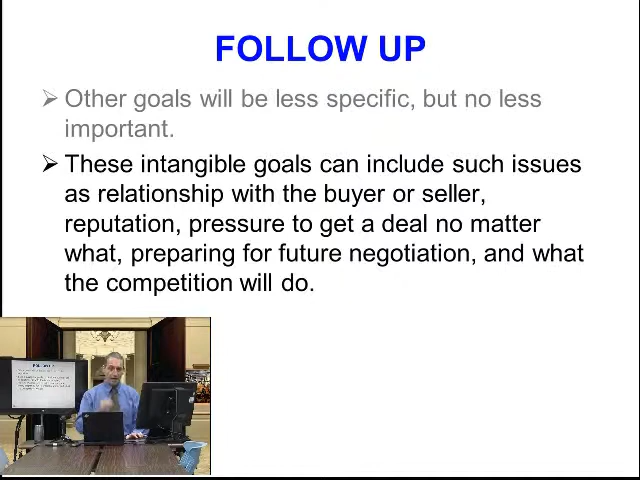 FOLLOW UP
➢ Other goals will be less specific, but no less
important.
➢ These intangible goals can include such issues
as relationship with the buyer or seller,
reputation, pressure to get a deal no matter
what, preparing for future negotiation, and what
the competition will do.
FOLLOW UP